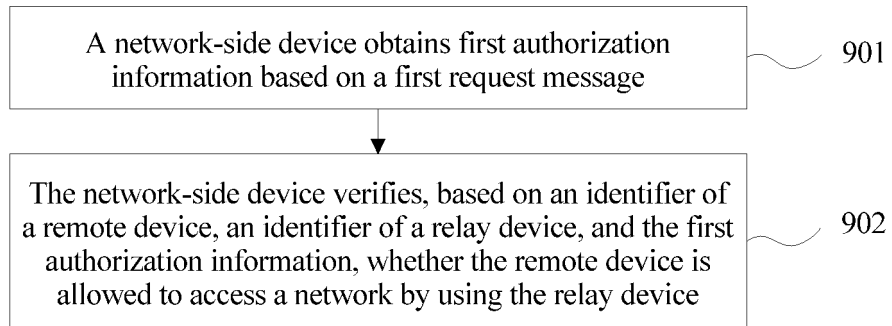 A network-side device obtains first authorization
information based on a first request message
901
The network-side device verifies, based on an identifier of
a remote device, an identifier of a relay device, and the first
authorization information, whether the remote device is
allowed to access a network by using the relay device
902